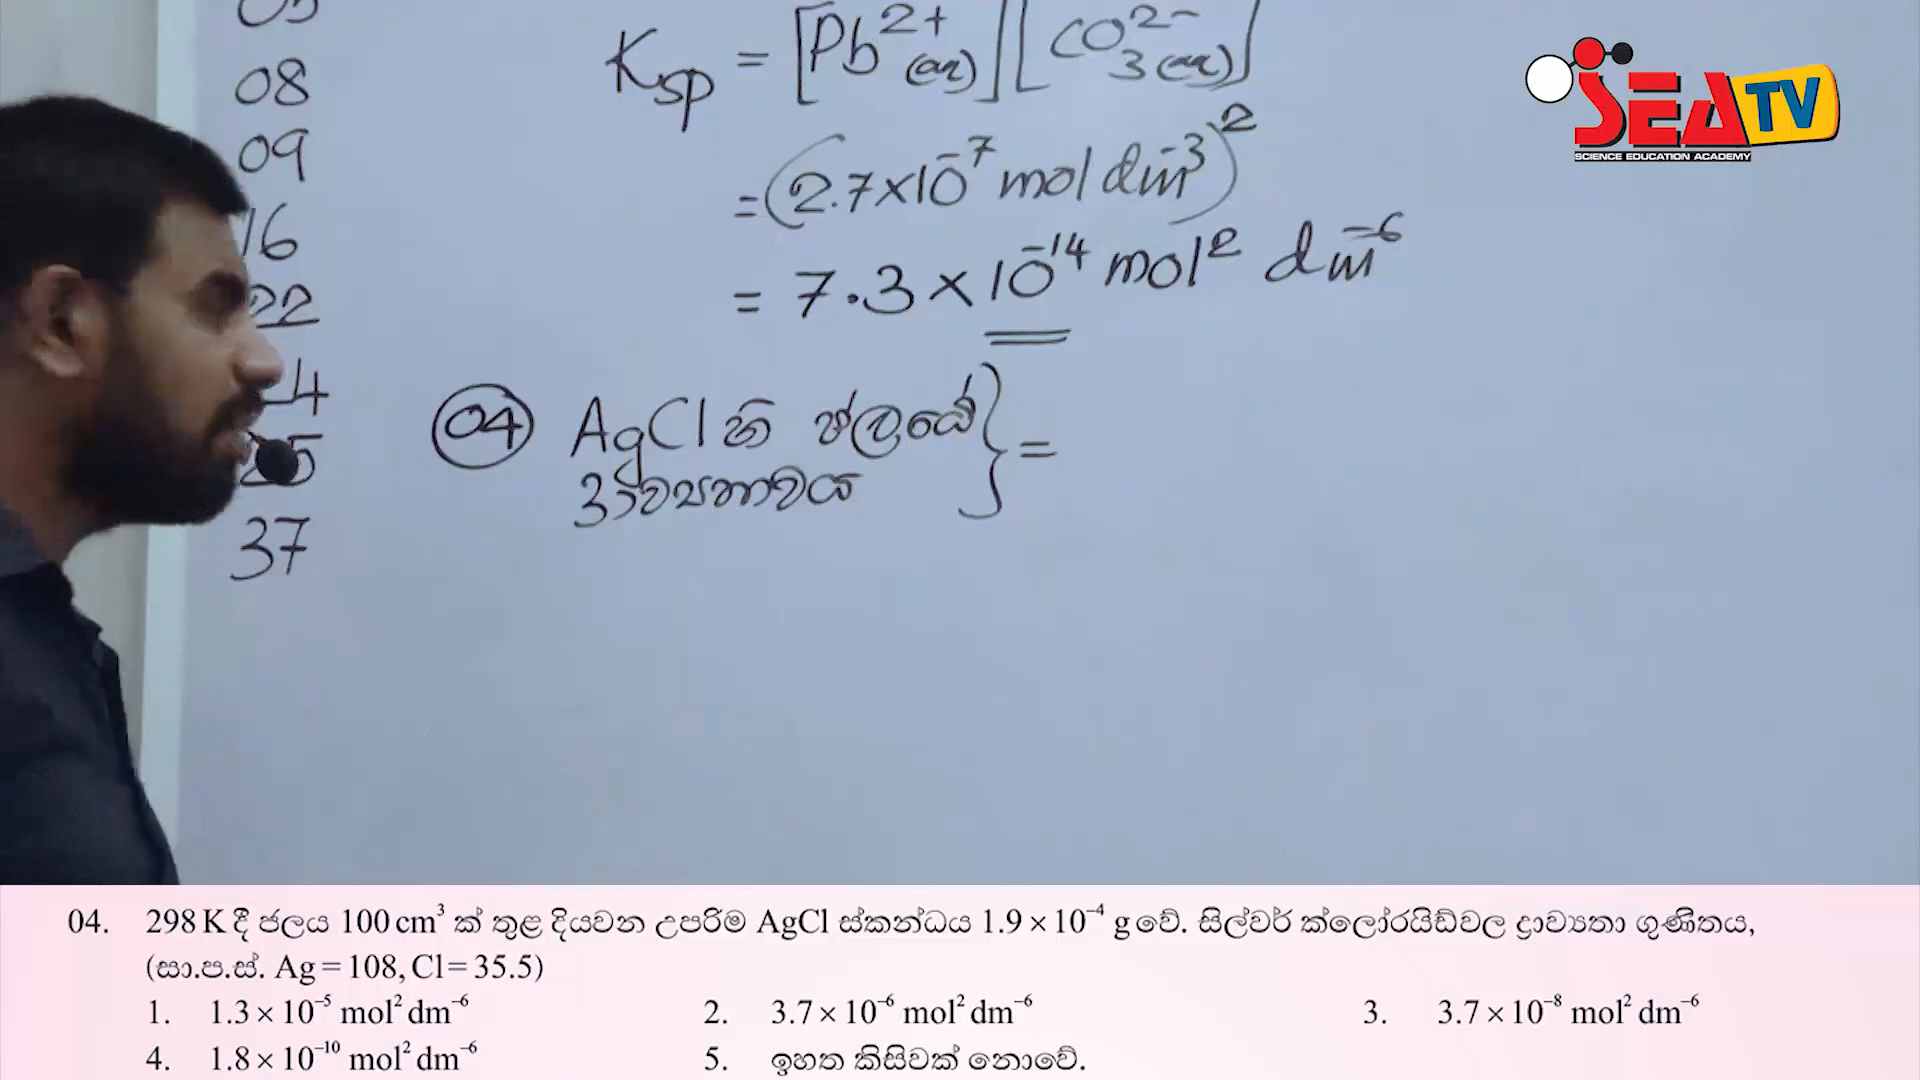 05
08
09
16
22
24
25
37
Ksp = [Pb²⁺(aq)][CO₃²⁻(aq)]
= (2.7×10⁻⁷ mol dm⁻³)²
= 7.3 × 10⁻¹⁴ mol² dm⁻⁶
04 AgCl හි ජලයේ } =
ද්‍රාව්‍යතාවය
SEA TV
SCIENCE EDUCATION ACADEMY
04. 298 K දී ජලය 100 cm³ ක් තුළ දියවන උපරිම AgCl ස්කන්ධය 1.9 × 10⁻⁴ g වේ. සිල්වර් ක්ලෝරයිඩ්වල ද්‍රාව්‍යතා ගුණිතය,
(සා.ප.ස්. Ag = 108, Cl = 35.5)
1. 1.3 × 10⁻⁵ mol² dm⁻⁶ 2. 3.7 × 10⁻⁶ mol² dm⁻⁶ 3. 3.7 × 10⁻⁸ mol² dm⁻⁶
4. 1.8 × 10⁻¹⁰ mol² dm⁻⁶ 5. ඉහත කිසිවක් නොවේ.